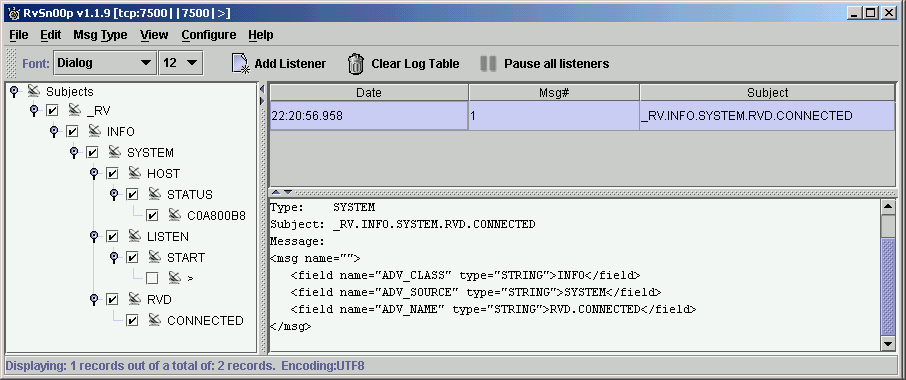 RvSn00p v1.1.9 [tcp:7500||7500|>]
File Edit Msg Type View Configure Help
Font: Dialog 12 Add Listener Clear Log Table Pause all listeners
Subjects
_RV
INFO
SYSTEM
HOST
STATUS
C0A800B8
LISTEN
START
>
RVD
CONNECTED
Date Msg# Subject
22:20:56.958 1 _RV.INFO.SYSTEM.RVD.CONNECTED
Type: SYSTEM
Subject: _RV.INFO.SYSTEM.RVD.CONNECTED
Message:
<msg name="">
<field name="ADV_CLASS" type="STRING">INFO</field>
<field name="ADV_SOURCE" type="STRING">SYSTEM</field>
<field name="ADV_NAME" type="STRING">RVD.CONNECTED</field>
</msg>
Displaying: 1 records out of a total of: 2 records. Encoding:UTF8